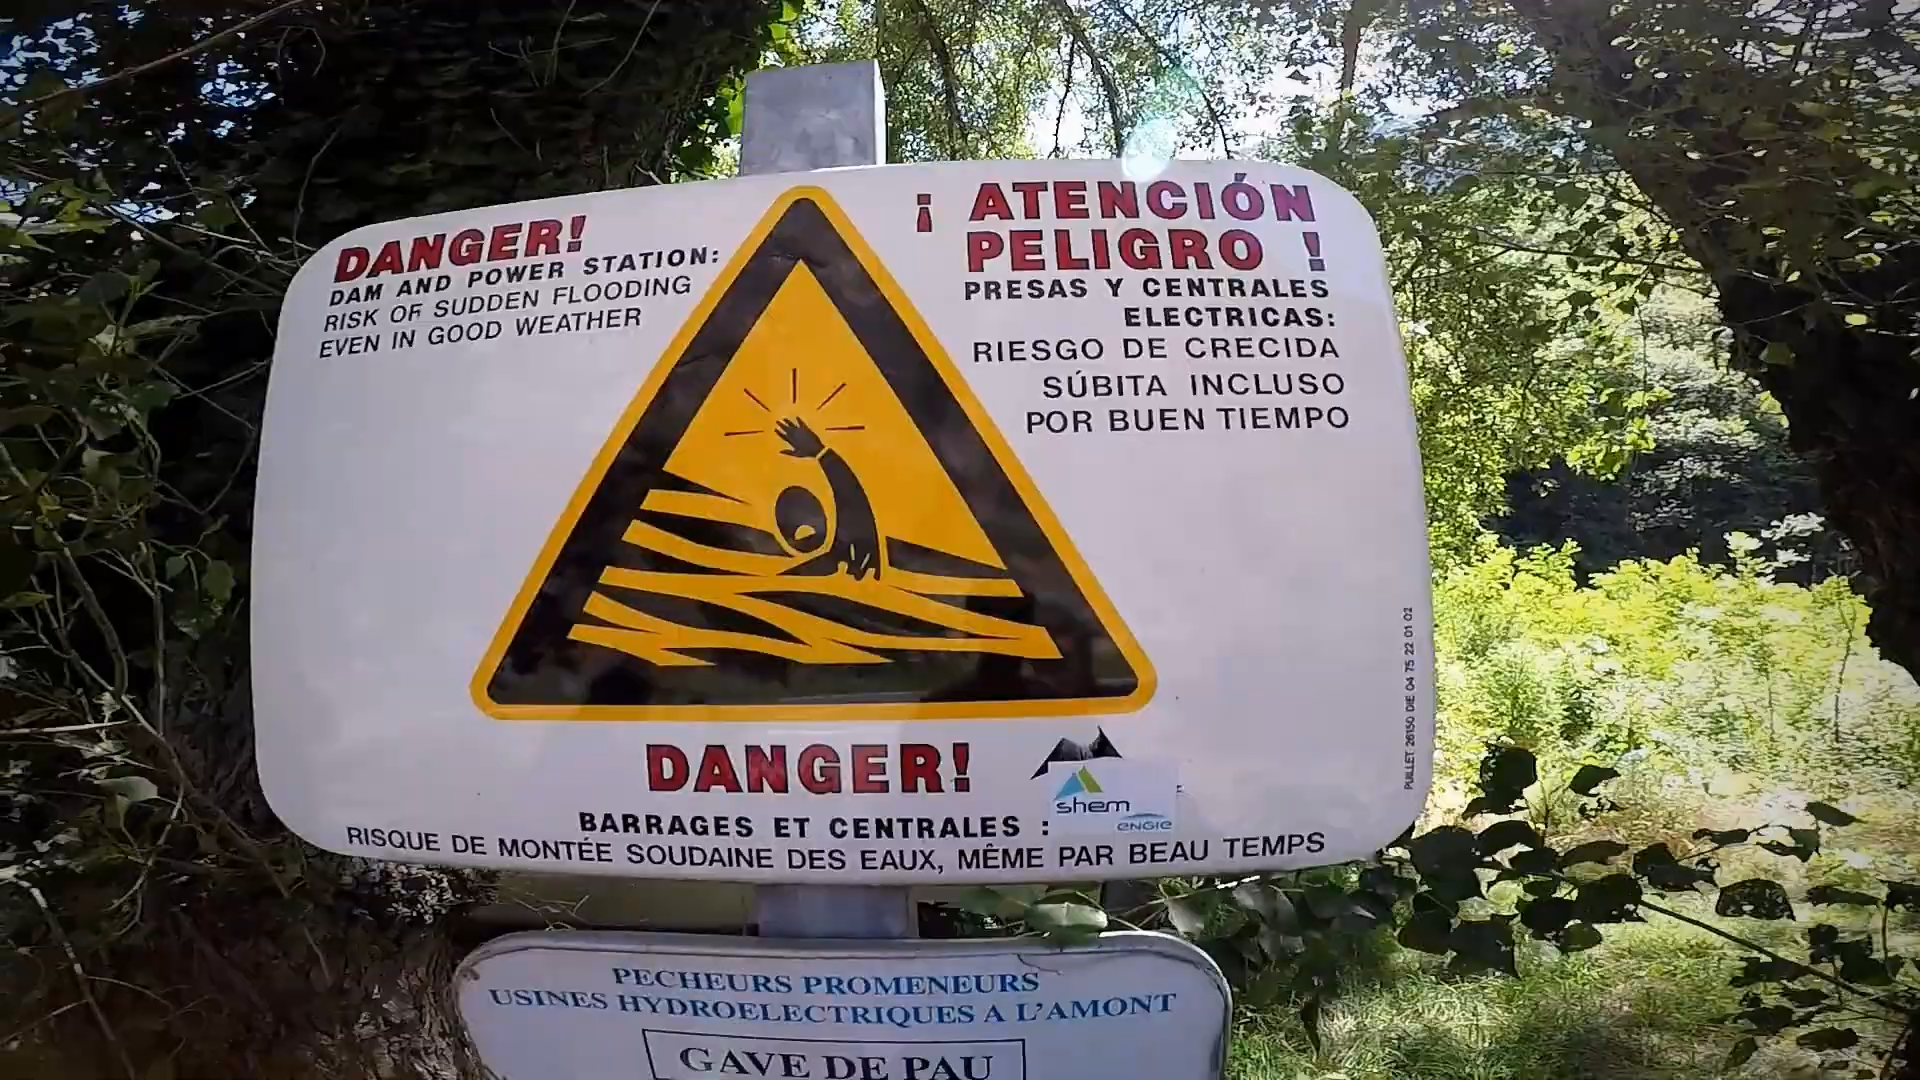 DANGER!
DAM AND POWER STATION:
RISK OF SUDDEN FLOODING
EVEN IN GOOD WEATHER
¡ ATENCIÓN
PELIGRO !
PRESAS Y CENTRALES
ELECTRICAS:
RIESGO DE CRECIDA
SÚBITA INCLUSO
POR BUEN TIEMPO
DANGER!
BARRAGES ET CENTRALES :
RISQUE DE MONTÉE SOUDAINE DES EAUX, MÊME PAR BEAU TEMPS
shem
engie
PUILLET 26150 DIE 04 75 22 01 02
PECHEURS PROMENEURS
USINES HYDROELECTRIQUES A L'AMONT
GAVE DE PAU